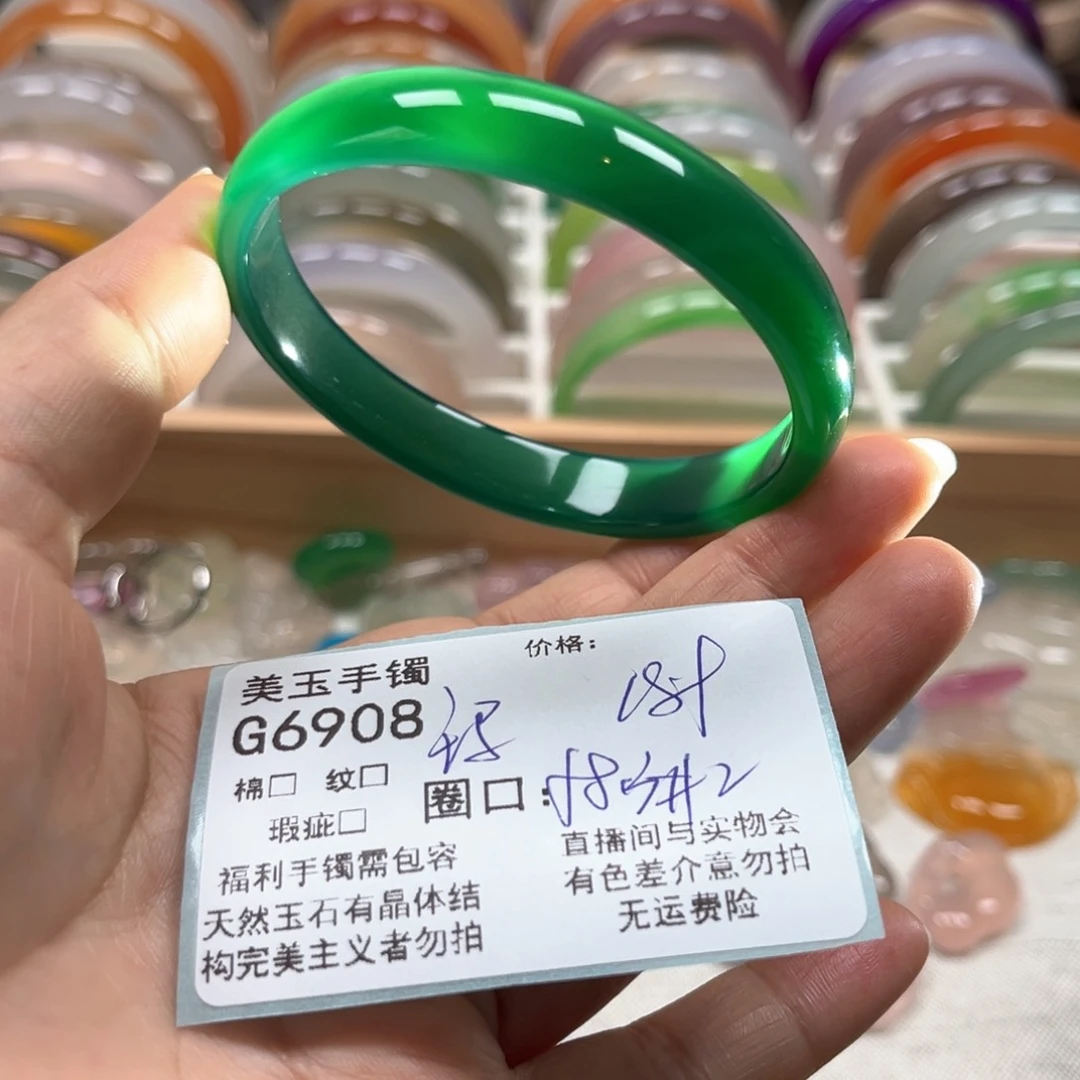 价格：
美玉手镯
G6908
棉□ 纹□
圈口：
瑕疵□
福利手镯需包容
天然玉石有晶体结
构完美主义者勿拍
直播间与实物会
有色差介意勿拍
无运费险